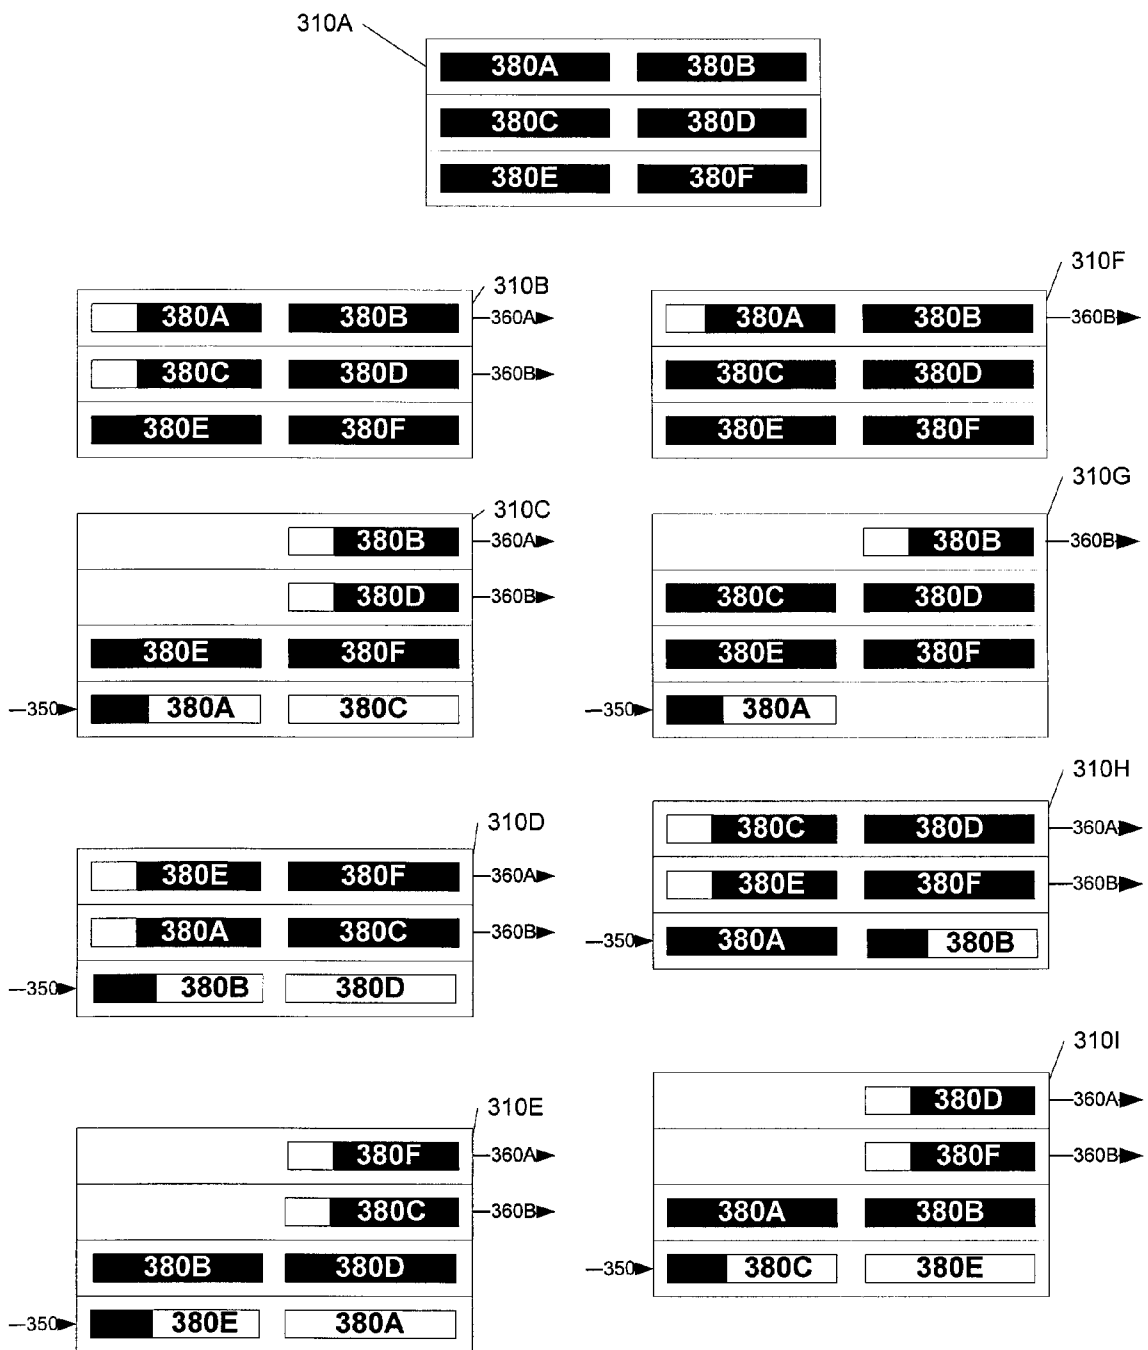 310A
380A 380B
380C 380D
380E 380F
310B
380A 380B 360A
380C 380D 360B
380E 380F
310C
380B 360A
380D 360B
380E 380F
350 380A 380C
310D
380E 380F 360A
380A 380C 360B
350 380B 380D
310E
380F 360A
380C 360B
380B 380D
350 380E 380A
310F
380A 380B 360B
380C 380D
380E 380F
310G
380B 360B
380C 380D
380E 380F
350 380A
310H
380C 380D 360A
380E 380F 360B
350 380A 380B
310I
380D 360A
380F 360B
380A 380B
350 380C 380E